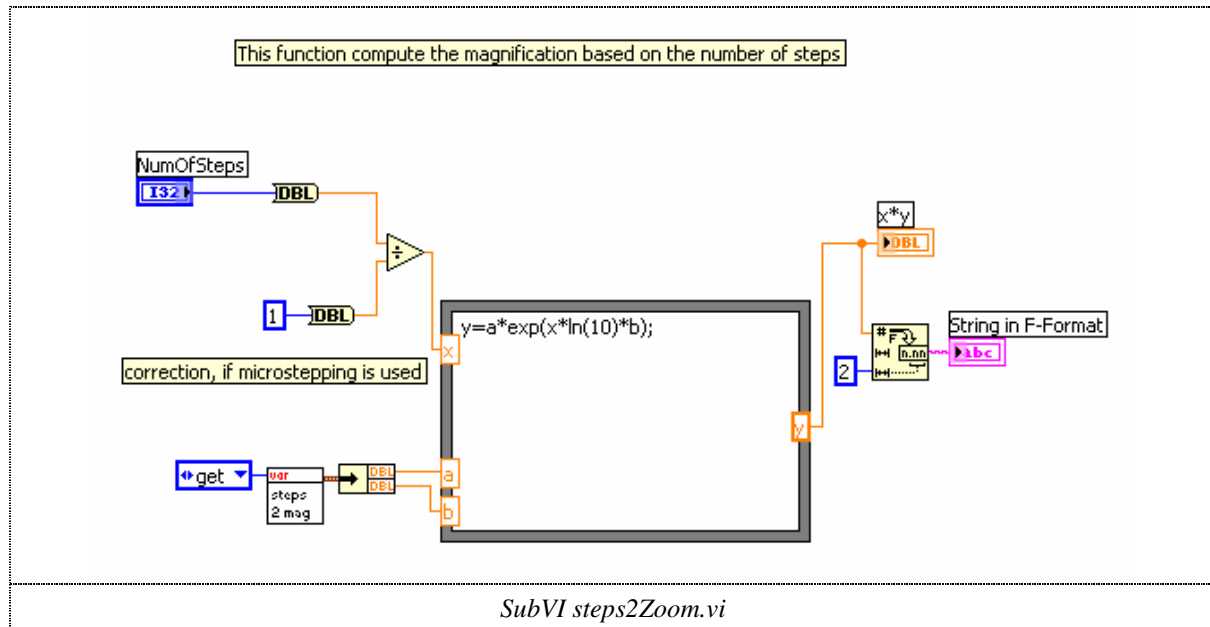 This function compute the magnification based on the number of steps
NumOfSteps
I32
DBL
÷
1
DBL
correction, if microstepping is used
get
var
steps
2 mag
DBL
DBL
y=a*exp(x*ln(10)*b);
x
a
b
y
x*y
DBL
#
F
n.nn
2
String in F-Format
abc
SubVI steps2Zoom.vi